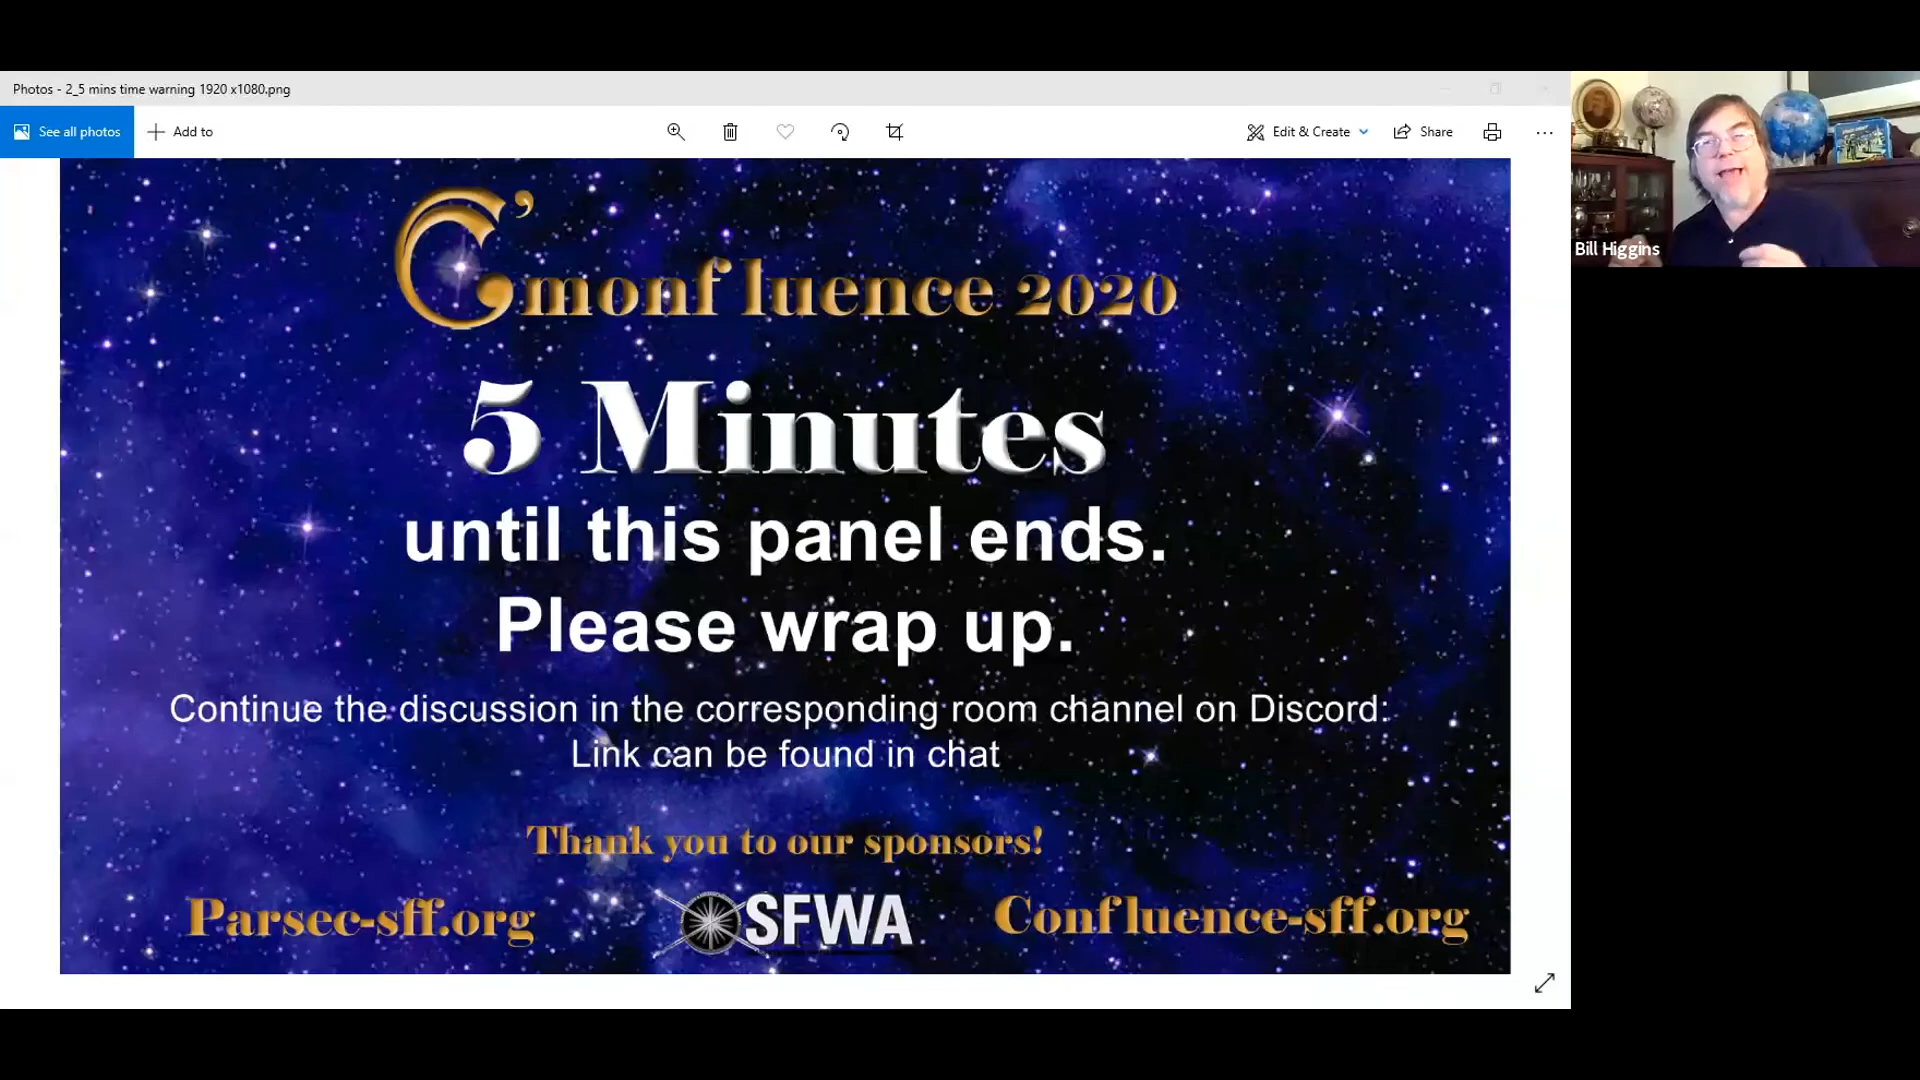 Photos - 2_5 mins time warning 1920 x1080.png
See all photos
Add to
Edit & Create
Share
C'monfluence 2020
5 Minutes
until this panel ends.
Please wrap up.
Continue the discussion in the corresponding room channel on Discord:
Link can be found in chat
Thank you to our sponsors!
Parsec-sff.org
SFWA
Confluence-sff.org
Bill Higgins